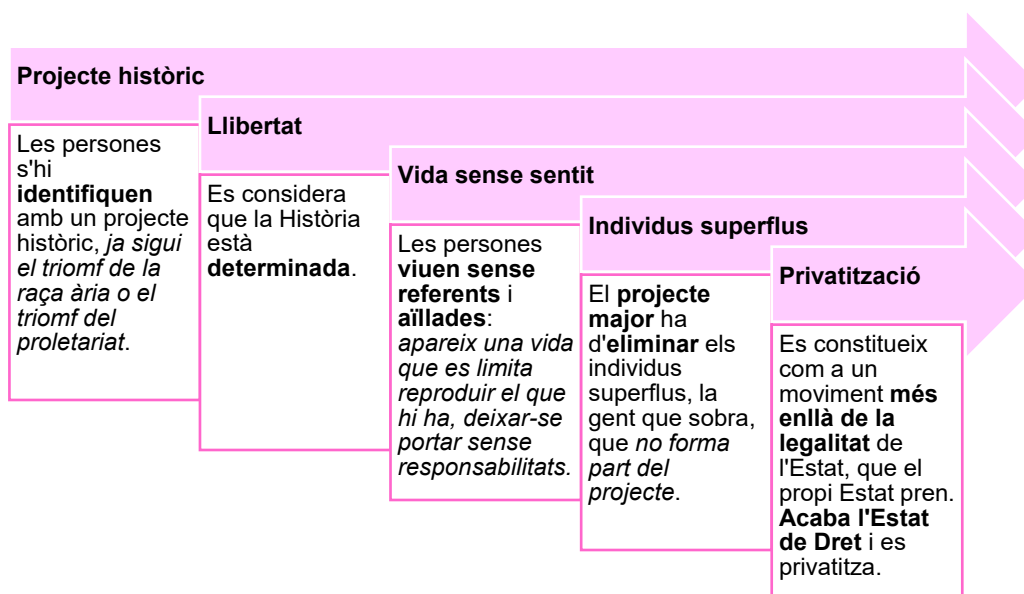 Projecte històric
Les persones
s'hi
identifiquen
amb un projecte
històric, ja sigui
el triomf de la
raça ària o el
triomf del
proletariat.
Llibertat
Es considera
que la Història
està
determinada.
Vida sense sentit
Les persones
viuen sense
referents i
aïllades:
apareix una vida
que es limita
reproduir el que
hi ha, deixar-se
portar sense
responsabilitats.
Individus superflus
El projecte
major ha
d'eliminar els
individus
superflus, la
gent que sobra,
que no forma
part del
projecte.
Privatització
Es constitueix
com a un
moviment més
enllà de la
legalitat de
l'Estat, que el
propi Estat pren.
Acaba l'Estat
de Dret i es
privatitza.